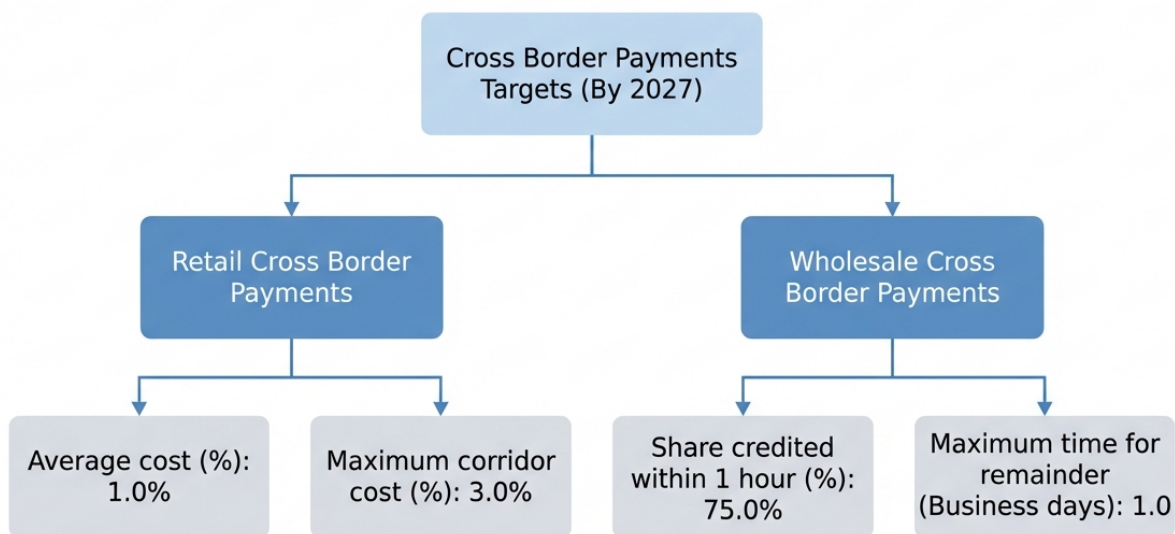 Cross Border Payments
Targets (By 2027)
Retail Cross Border
Payments
Wholesale Cross
Border Payments
Average cost (%):
1.0%
Maximum corridor
cost (%): 3.0%
Share credited
within 1 hour (%):
75.0%
Maximum time for
remainder
(Business days): 1.0